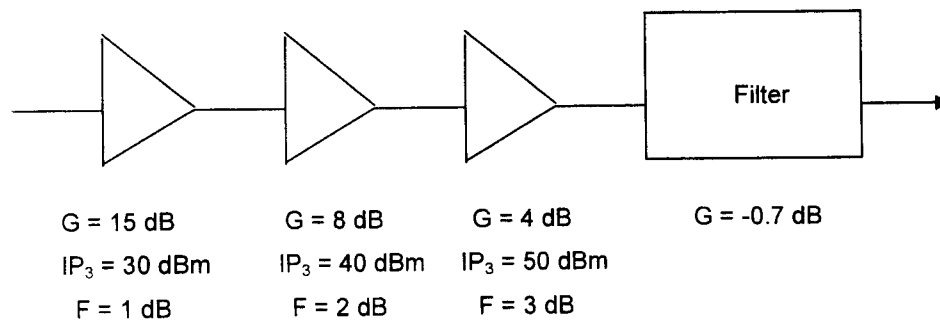 Filter
G = 15 dB
G = 8 dB
G = 4 dB
G = -0.7 dB
IP₃ = 30 dBm
IP₃ = 40 dBm
IP₃ = 50 dBm
F = 1 dB
F = 2 dB
F = 3 dB